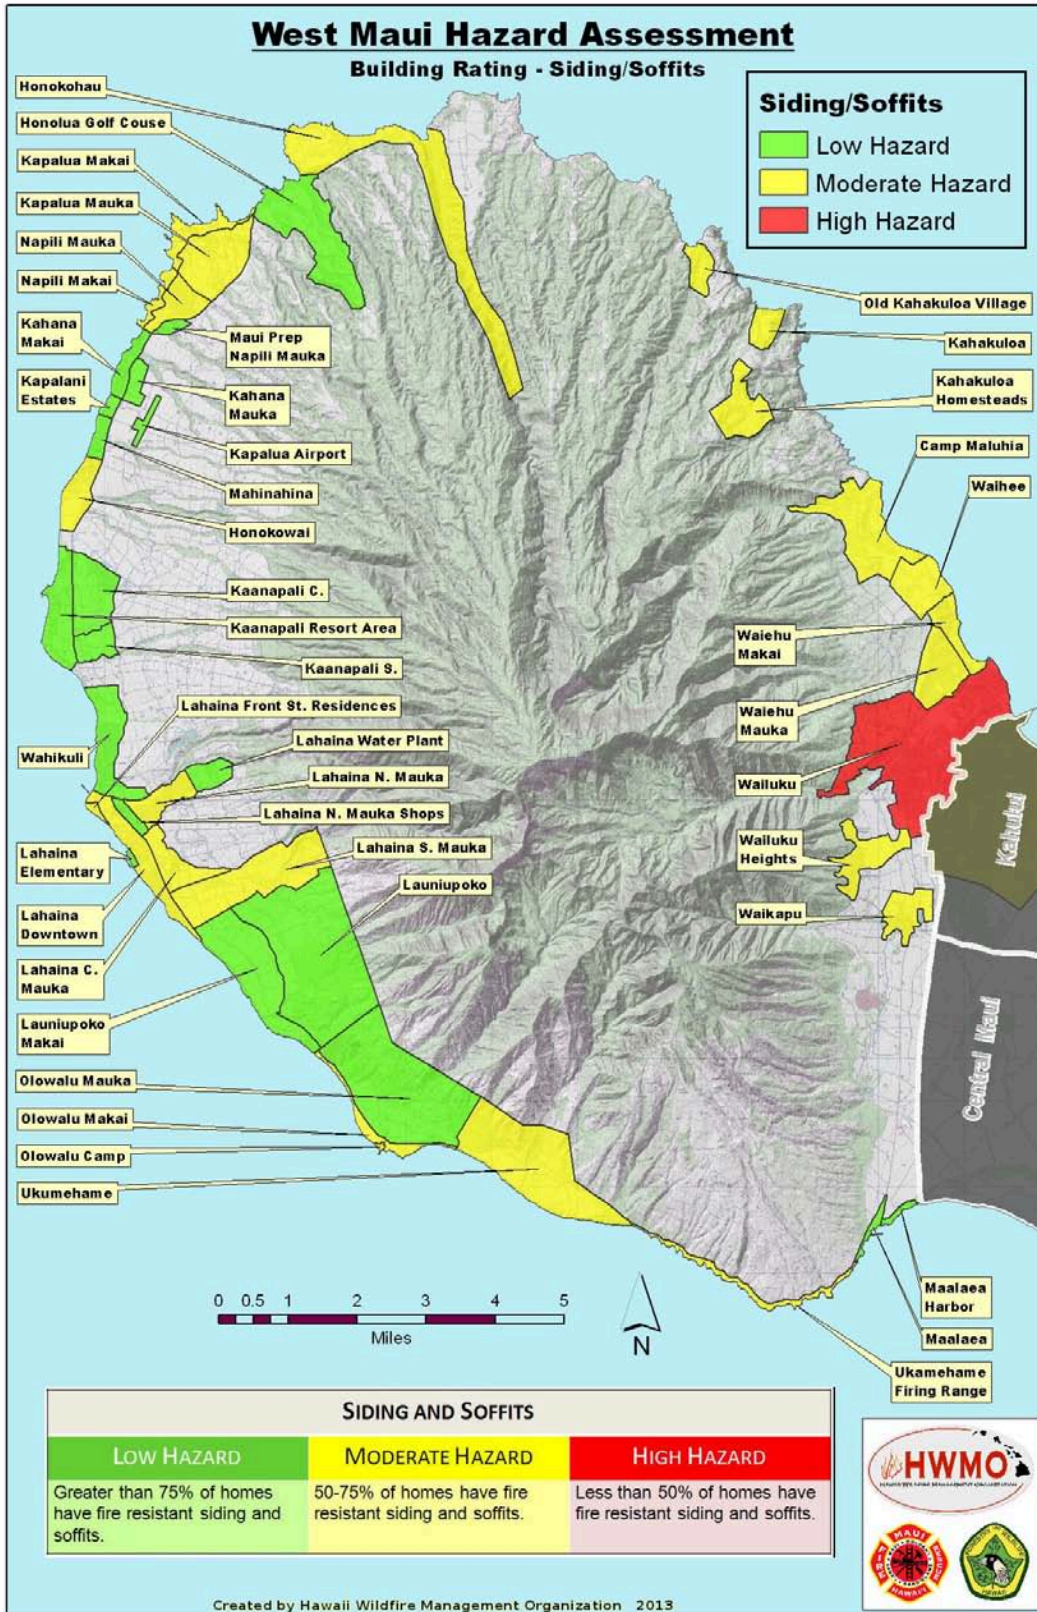 West Maui Hazard Assessment
Building Rating - Siding/Soffits
Siding/Soffits
Low Hazard
Moderate Hazard
High Hazard
Honokohau
Honolua Golf Couse
Kapalua Makai
Kapalua Mauka
Napili Mauka
Napili Makai
Kahana
Makai
Kapalani
Estates
Maui Prep
Napili Mauka
Kahana
Mauka
Kapalua Airport
Mahinahina
Honokowai
Kaanapali C.
Kaanapali Resort Area
Kaanapali S.
Lahaina Front St. Residences
Wahikuli
Lahaina Water Plant
Lahaina N. Mauka
Lahaina N. Mauka Shops
Lahaina S. Mauka
Launiupoko
Lahaina
Elementary
Lahaina
Downtown
Lahaina C.
Mauka
Launiupoko
Makai
Olowalu Mauka
Olowalu Makai
Olowalu Camp
Ukumehame
Old Kahakuloa Village
Kahakuloa
Kahakuloa
Homesteads
Camp Maluhia
Waihee
Waiehu
Makai
Waiehu
Mauka
Wailuku
Wailuku
Heights
Waikapu
Kahului
Central Maui
Maalaea
Harbor
Maalaea
Ukamehame
Firing Range
0 0.5 1 2 3 4 5
Miles
N
SIDING AND SOFFITS
LOW HAZARD
MODERATE HAZARD
HIGH HAZARD
Greater than 75% of homes
have fire resistant siding and
soffits.
50-75% of homes have fire
resistant siding and soffits.
Less than 50% of homes have
fire resistant siding and soffits.
HWMO
MAUI
FIRE
HAWAII
Created by Hawaii Wildfire Management Organization 2013